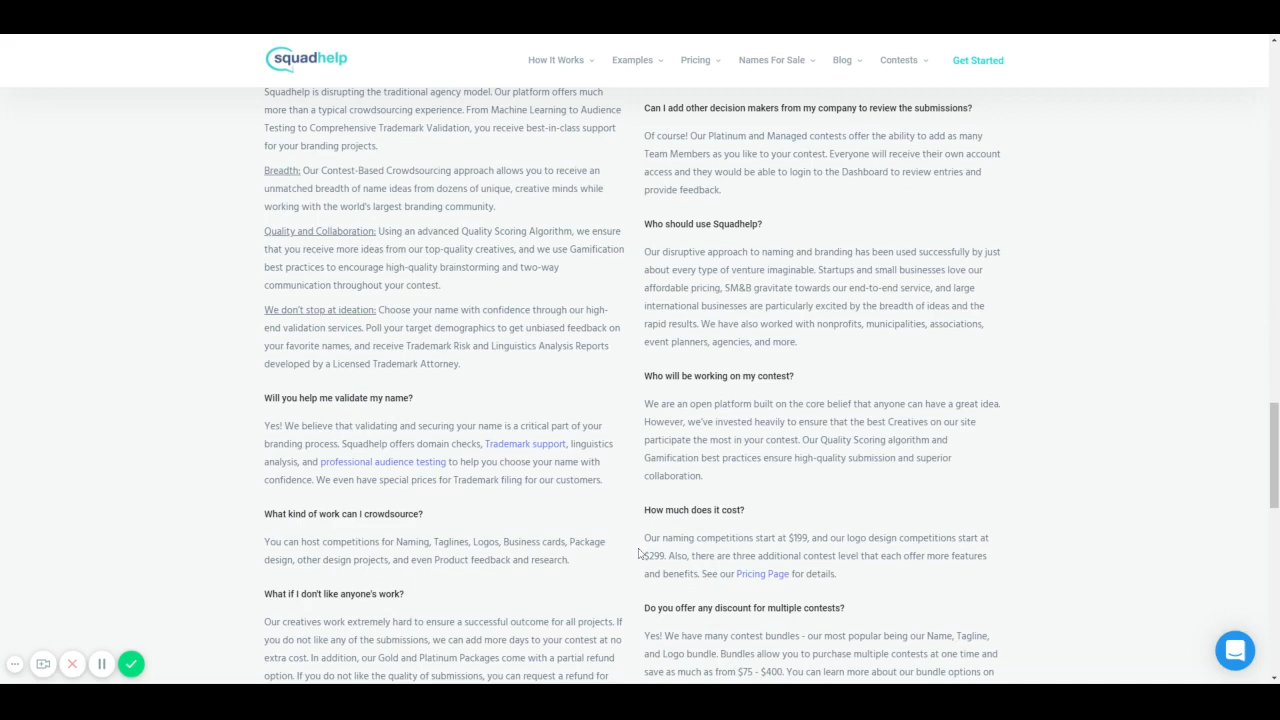 squadhelp
How It Works
Examples
Pricing
Names For Sale
Blog
Contests
Get Started
Squadhelp is disrupting the traditional agency model. Our platform offers much
more than a typical crowdsourcing experience. From Machine Learning to Audience
Testing to Comprehensive Trademark Validation, you receive best-in-class support
for your branding projects.
Breadth: Our Contest-Based Crowdsourcing approach allows you to receive an
unmatched breadth of name ideas from dozens of unique, creative minds while
working with the world's largest branding community.
Quality and Collaboration: Using an advanced Quality Scoring Algorithm, we ensure
that you receive more ideas from our top-quality creatives, and we use Gamification
best practices to encourage high-quality brainstorming and two-way
communication throughout your contest.
We don't stop at ideation: Choose your name with confidence through our high-
end validation services. Poll your target demographics to get unbiased feedback on
your favorite names, and receive Trademark Risk and Linguistics Analysis Reports
developed by a Licensed Trademark Attorney.
Will you help me validate my name?
Yes! We believe that validating and securing your name is a critical part of your
branding process. Squadhelp offers domain checks, Trademark support, linguistics
analysis, and professional audience testing to help you choose your name with
confidence. We even have special prices for Trademark filing for our customers.
What kind of work can I crowdsource?
You can host competitions for Naming, Taglines, Logos, Business cards, Package
design, other design projects, and even Product feedback and research.
What if I don't like anyone's work?
Our creatives work extremely hard to ensure a successful outcome for all projects. If
you do not like any of the submissions, we can add more days to your contest at no
extra cost. In addition, our Gold and Platinum Packages come with a partial refund
option. If you do not like the quality of submissions, you can request a refund for
Can I add other decision makers from my company to review the submissions?
Of course! Our Platinum and Managed contests offer the ability to add as many
Team Members as you like to your contest. Everyone will receive their own account
access and they would be able to login to the Dashboard to review entries and
provide feedback.
Who should use Squadhelp?
Our disruptive approach to naming and branding has been used successfully by just
about every type of venture imaginable. Startups and small businesses love our
affordable pricing, SM&B gravitate towards our end-to-end service, and large
international businesses are particularly excited by the breadth of ideas and the
rapid results. We have also worked with nonprofits, municipalities, associations,
event planners, agencies, and more.
Who will be working on my contest?
We are an open platform built on the core belief that anyone can have a great idea.
However, we've invested heavily to ensure that the best Creatives on our site
participate the most in your contest. Our Quality Scoring algorithm and
Gamification best practices ensure high-quality submission and superior
collaboration.
How much does it cost?
Our naming competitions start at $199, and our logo design competitions start at
$299. Also, there are three additional contest level that each offer more features
and benefits. See our Pricing Page for details.
Do you offer any discount for multiple contests?
Yes! We have many contest bundles - our most popular being our Name, Tagline,
and Logo bundle. Bundles allow you to purchase multiple contests at one time and
save as much as from $75 - $400. You can learn more about our bundle options on